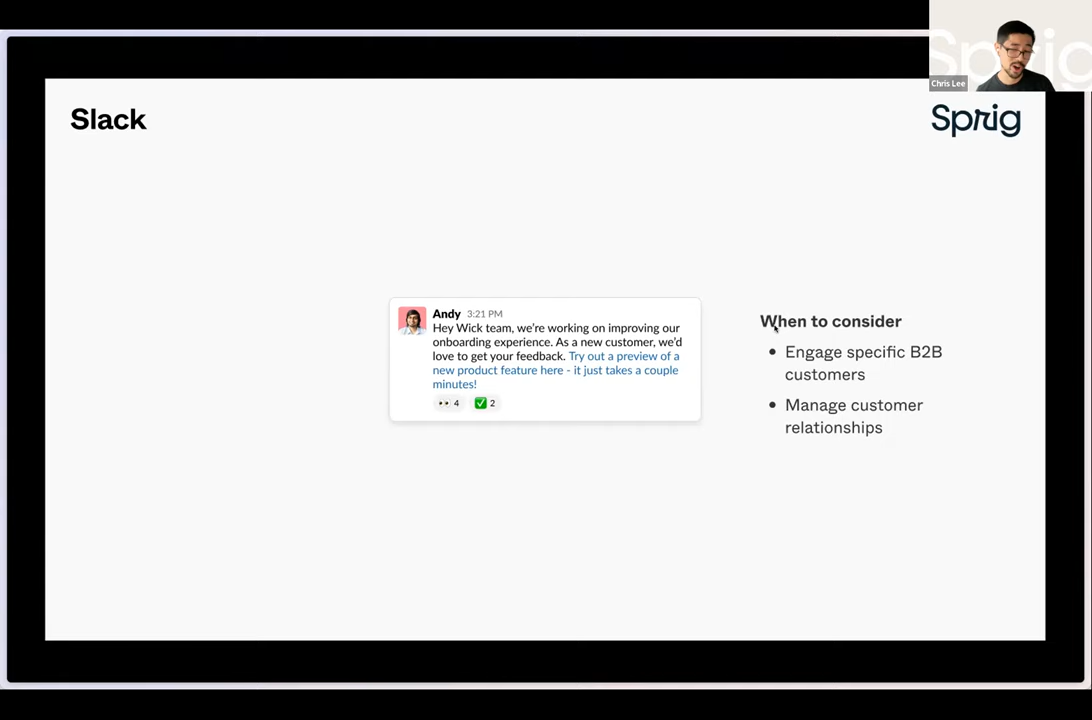 Sprig
Chris Lee
Slack
Sprig
Andy 3:21 PM
Hey Wick team, we're working on improving our
onboarding experience. As a new customer, we'd
love to get your feedback. Try out a preview of a
new product feature here - it just takes a couple
minutes!
4 2
When to consider
• Engage specific B2B
customers
• Manage customer
relationships